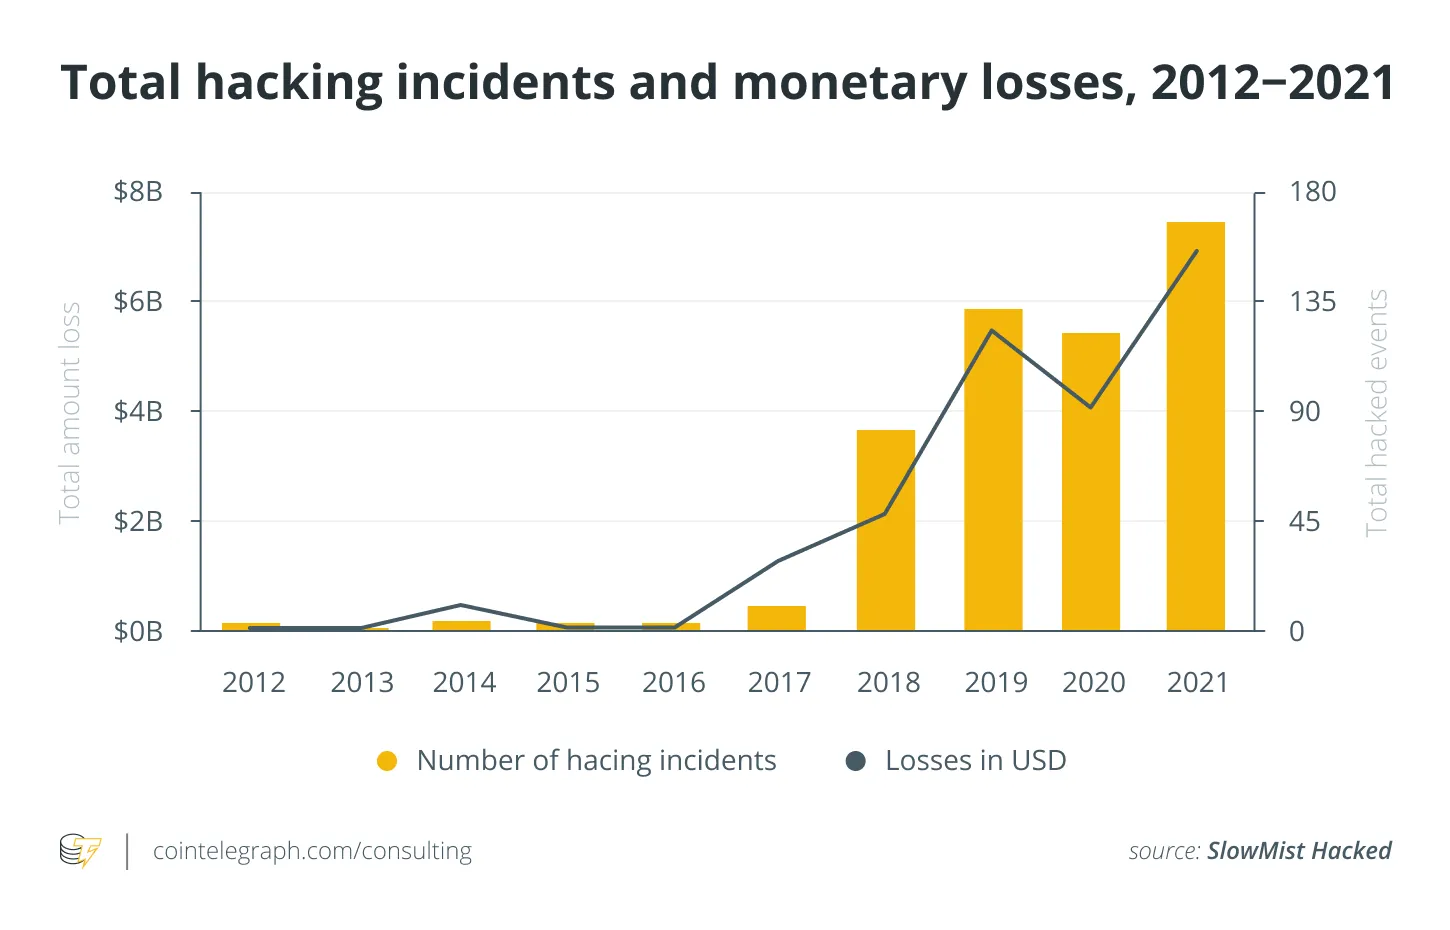 Total hacking incidents and monetary losses, 2012–2021
$8B
$6B
$4B
$2B
$0B
Total amount loss
180
135
90
45
0
Total hacked events
2012 2013 2014 2015 2016 2017 2018 2019 2020 2021
Number of hacing incidents
Losses in USD
cointelegraph.com/consulting
source: SlowMist Hacked